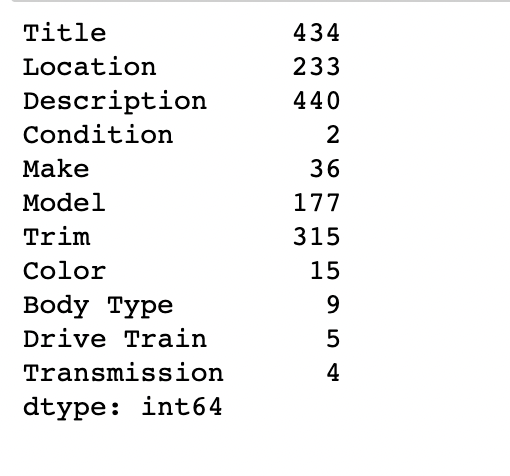 Title 434
Location 233
Description 440
Condition 2
Make 36
Model 177
Trim 315
Color 15
Body Type 9
Drive Train 5
Transmission 4
dtype: int64